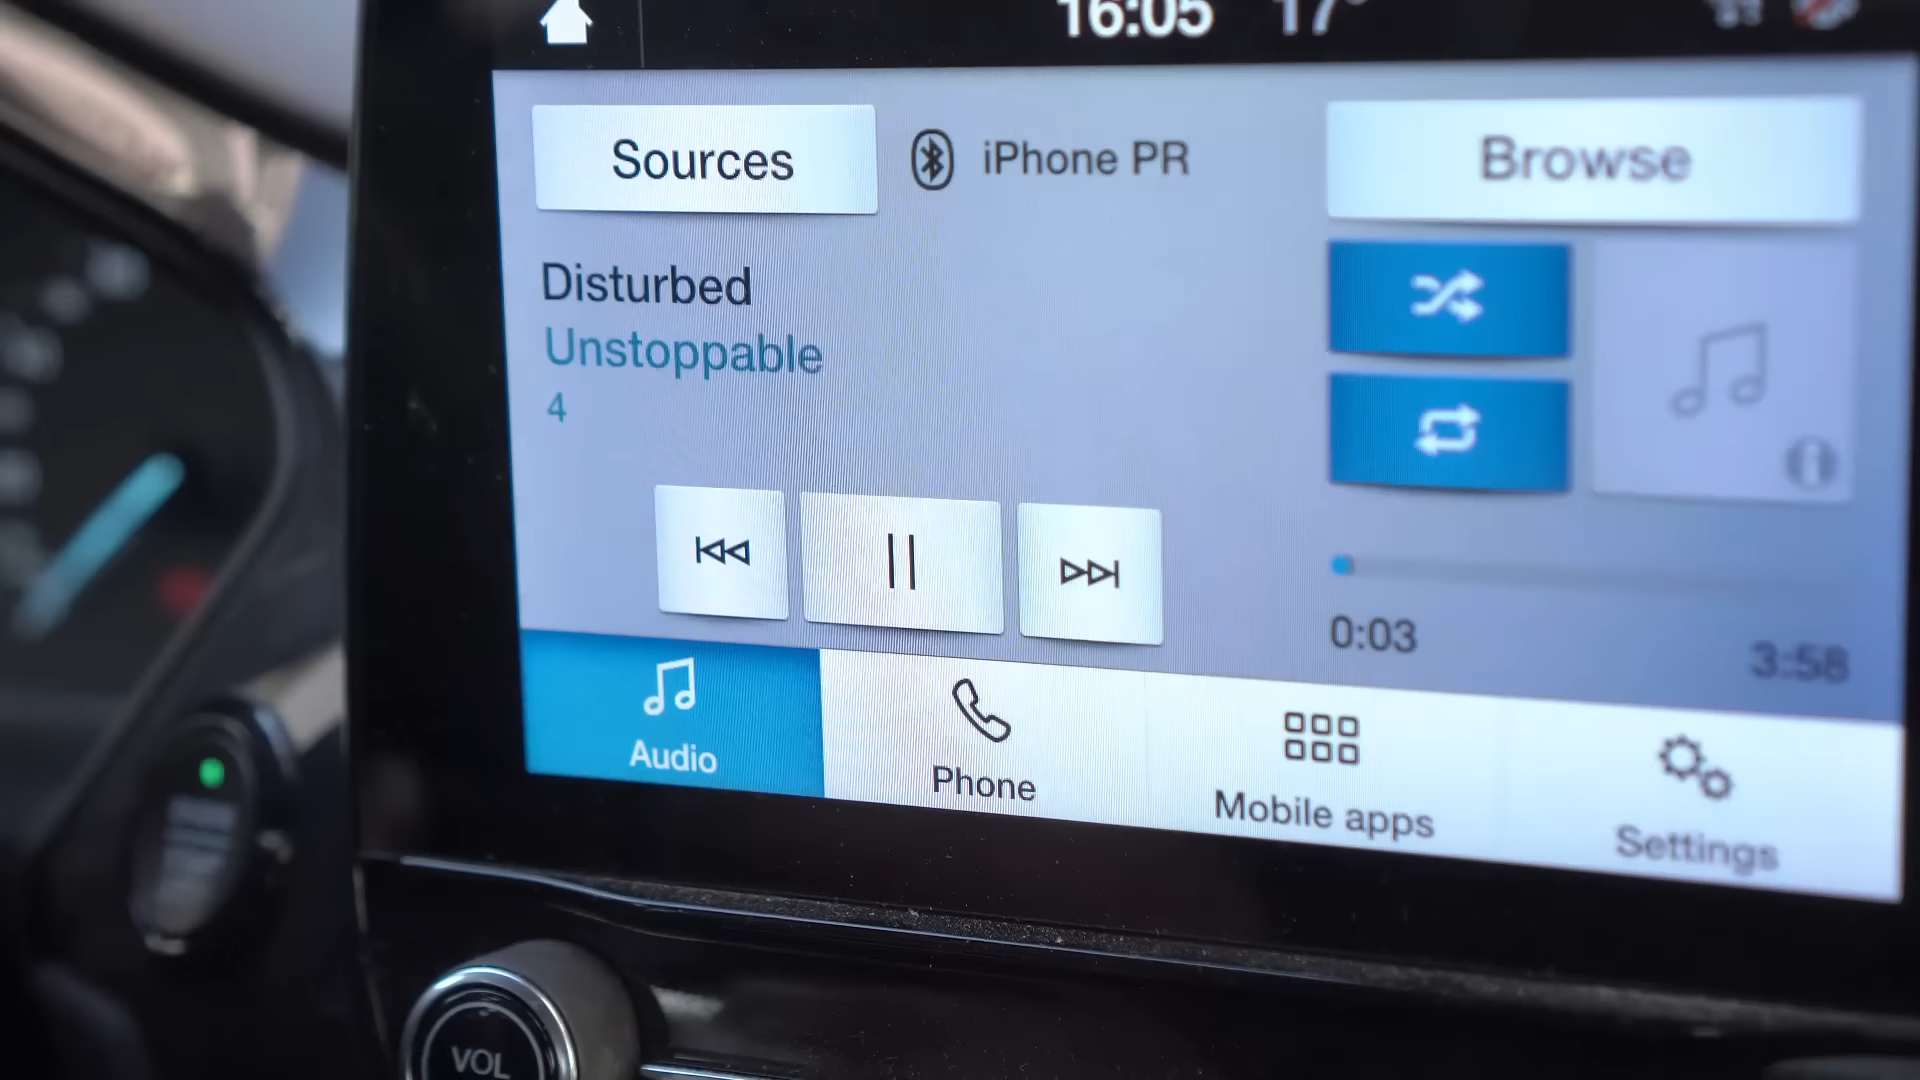 16:05 17°
Sources
iPhone PR
Browse
Disturbed
Unstoppable
4
0:03
3:58
Audio
Phone
Mobile apps
Settings
VOL